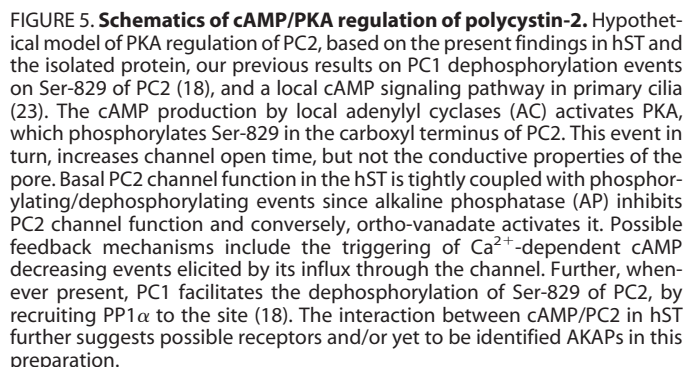 FIGURE 5. Schematics of cAMP/PKA regulation of polycystin-2. Hypothet-
ical model of PKA regulation of PC2, based on the present findings in hST and
the isolated protein, our previous results on PC1 dephosphorylation events
on Ser-829 of PC2 (18), and a local cAMP signaling pathway in primary cilia
(23). The cAMP production by local adenylyl cyclases (AC) activates PKA,
which phosphorylates Ser-829 in the carboxyl terminus of PC2. This event in
turn, increases channel open time, but not the conductive properties of the
pore. Basal PC2 channel function in the hST is tightly coupled with phosphor-
ylating/dephosphorylating events since alkaline phosphatase (AP) inhibits
PC2 channel function and conversely, ortho-vanadate activates it. Possible
feedback mechanisms include the triggering of Ca²⁺-dependent cAMP
decreasing events elicited by its influx through the channel. Further, when-
ever present, PC1 facilitates the dephosphorylation of Ser-829 of PC2, by
recruiting PP1α to the site (18). The interaction between cAMP/PC2 in hST
further suggests possible receptors and/or yet to be identified AKAPs in this
preparation.